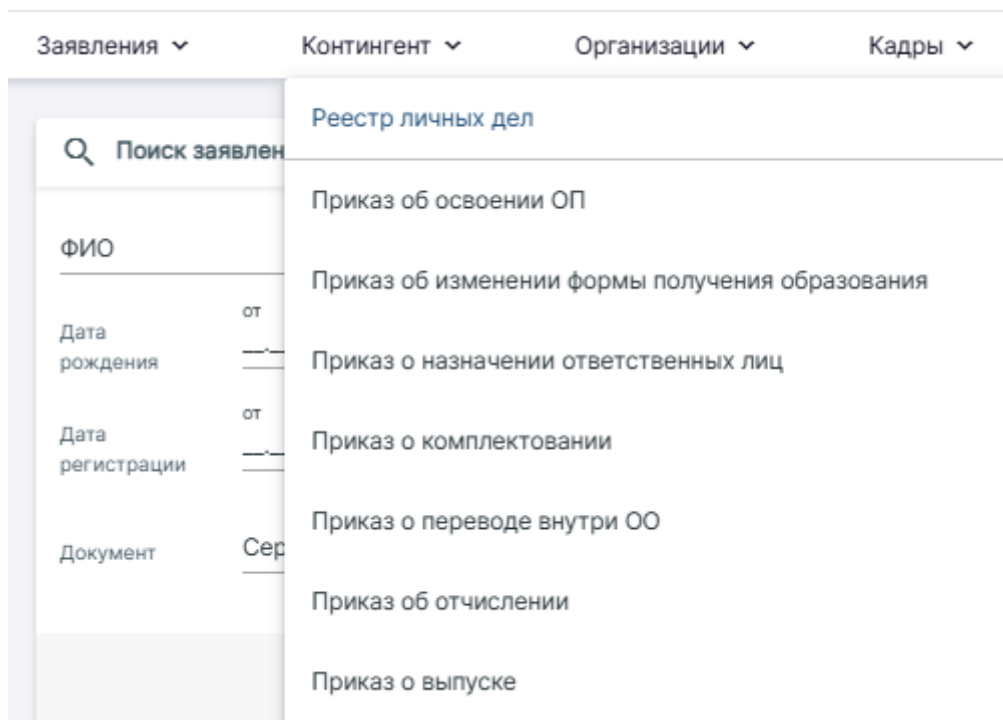 Заявления
Контингент
Организации
Кадры
Реестр личных дел
Поиск заявлен
Приказ об освоении ОП
ФИО
Приказ об изменении формы получения образования
от
Дата
рождения
Приказ о назначении ответственных лиц
от
Дата
регистрации
Приказ о комплектовании
Приказ о переводе внутри ОО
Документ
Сер
Приказ об отчислении
Приказ о выпуске